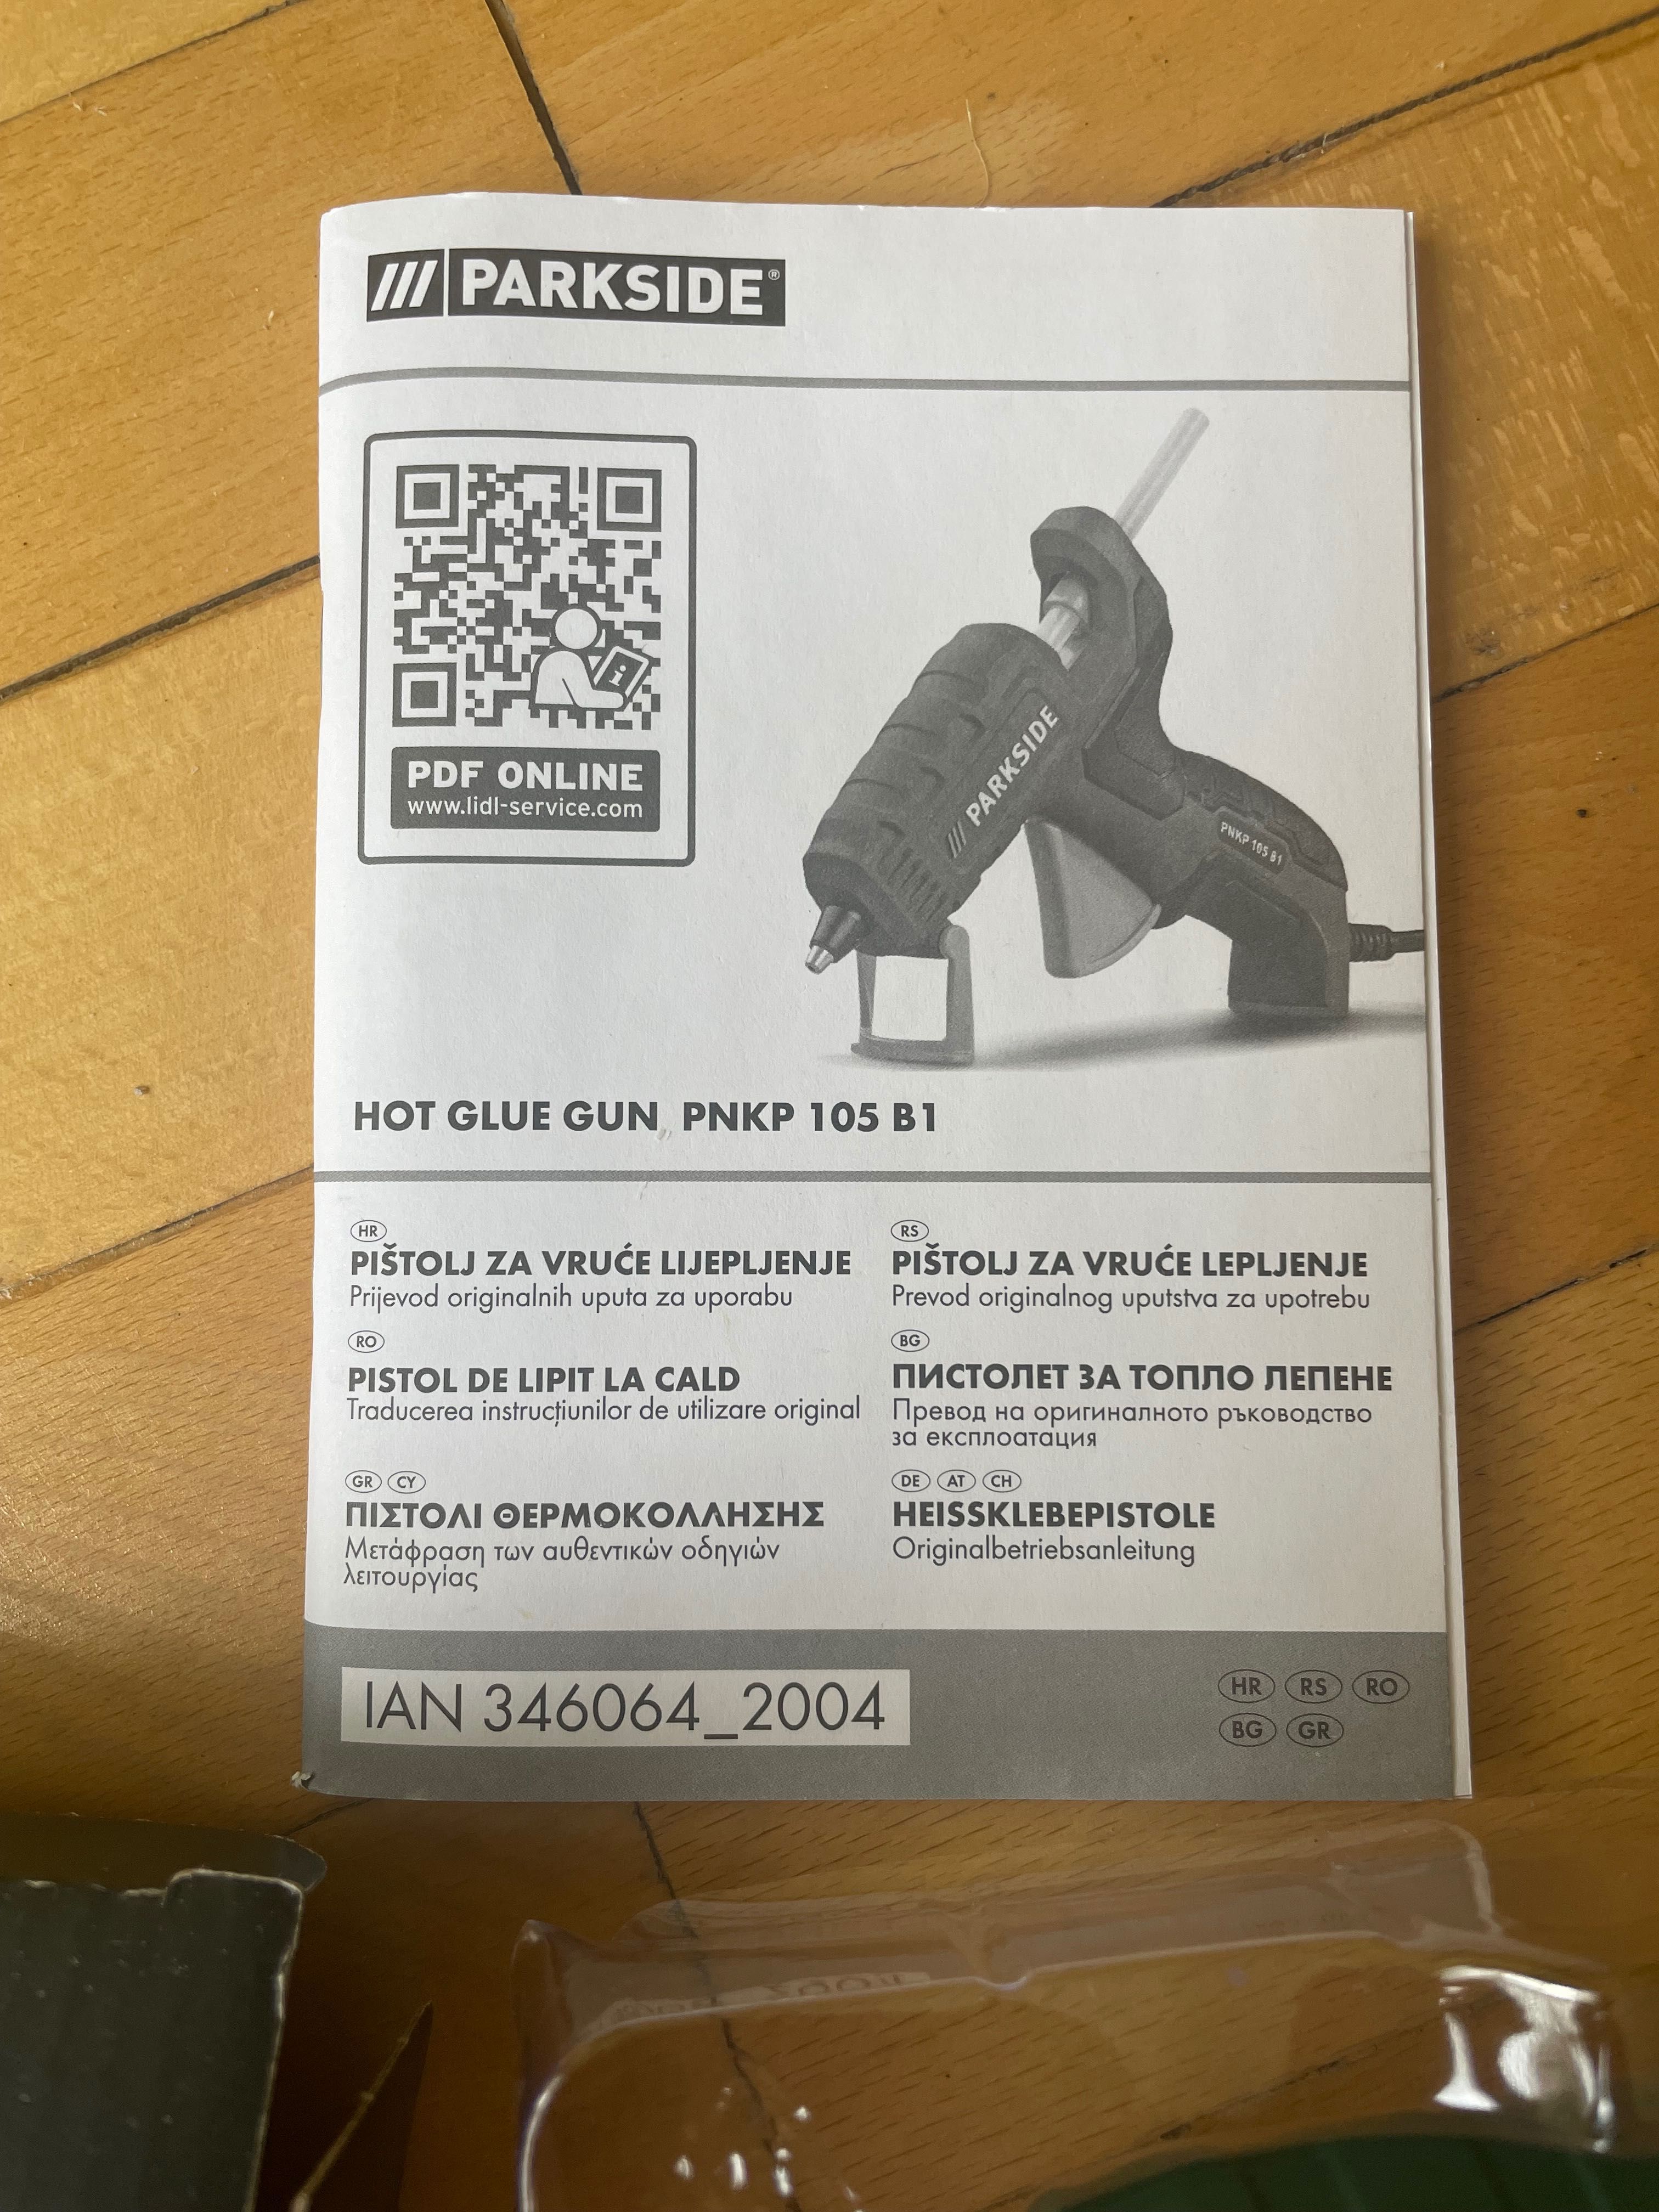 /// PARKSIDE®
PDF ONLINE
www.lidl-service.com
/// PARKSIDE
PNKP 105 B1
HOT GLUE GUN PNKP 105 B1
HR
PIŠTOLJ ZA VRUĆE LIJEPLJENJE
Prijevod originalnih uputa za uporabu
RS
PIŠTOLJ ZA VRUĆE LEPLJENJE
Prevod originalnog uputstva za upotrebu
RO
PISTOL DE LIPIT LA CALD
Traducerea instrucțiunilor de utilizare original
BG
ПИСТОЛЕТ ЗА ТОПЛО ЛЕПЕНЕ
Превод на оригиналното ръководство
за експлоатация
GR CY
ΠΙΣΤΟΛΙ ΘΕΡΜΟΚΟΛΛΗΣΗΣ
Μετάφραση των αυθεντικών οδηγιών
λειτουργίας
DE AT CH
HEISSKLEBEPISTOLE
Originalbetriebsanleitung
IAN 346064_2004
HR RS RO
BG GR